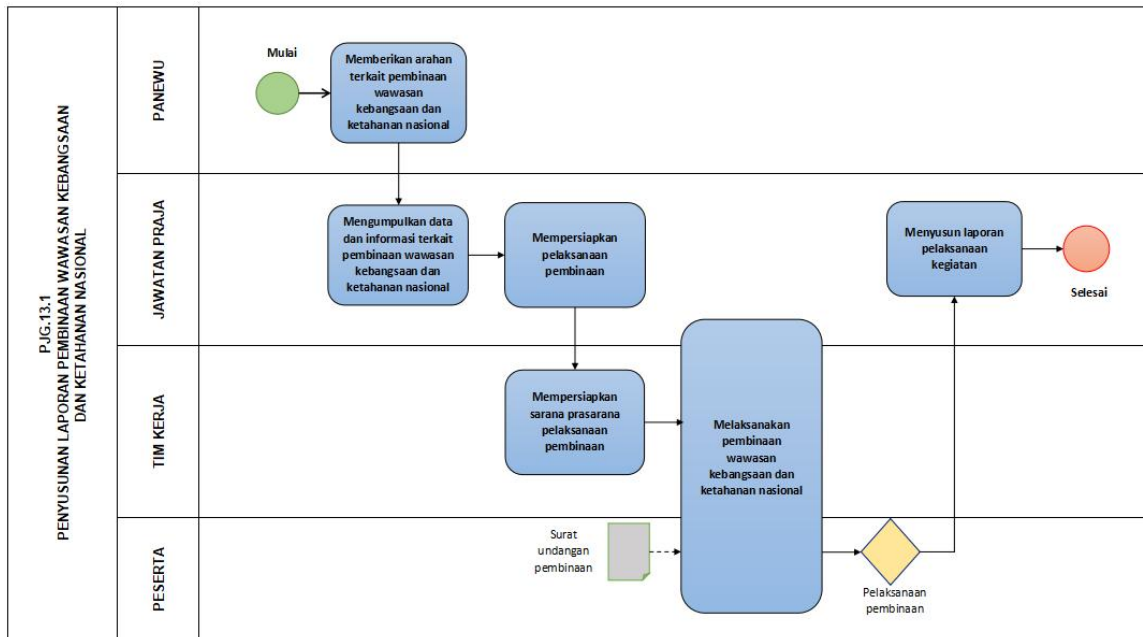 PJG.13.1
PENYUSUNAN LAPORAN PEMBINAAN WAWASAN KEBANGSAAN
DAN KETAHANAN NASIONAL
PANEWU
Mulai
Memberikan arahan
terkait pembinaan
wawasan
kebangsaan dan
ketahanan nasional
JAWATAN PRAJA
Mengumpulkan data
dan informasi terkait
pembinaan wawasan
kebangsaan dan
ketahanan nasional
Mempersiapkan
pelaksanaan
pembinaan
Menyusun laporan
pelaksanaan
kegiatan
Selesai
TIM KERJA
Mempersiapkan
sarana prasarana
pelaksanaan
pembinaan
Melaksanakan
pembinaan
wawasan
kebangsaan dan
ketahanan nasional
PESERTA
Surat
undangan
pembinaan
Pelaksanaan
pembinaan